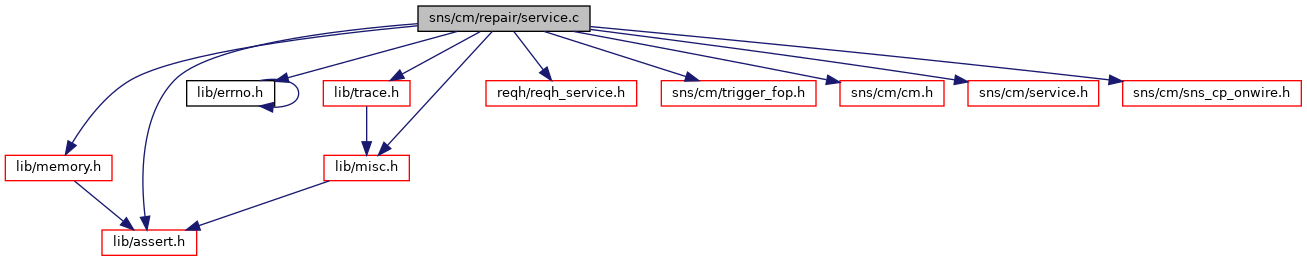 sns/cm/repair/service.c
lib/errno.h
lib/trace.h
reqh/reqh_service.h
sns/cm/trigger_fop.h
sns/cm/cm.h
sns/cm/service.h
sns/cm/sns_cp_onwire.h
lib/memory.h
lib/misc.h
lib/assert.h